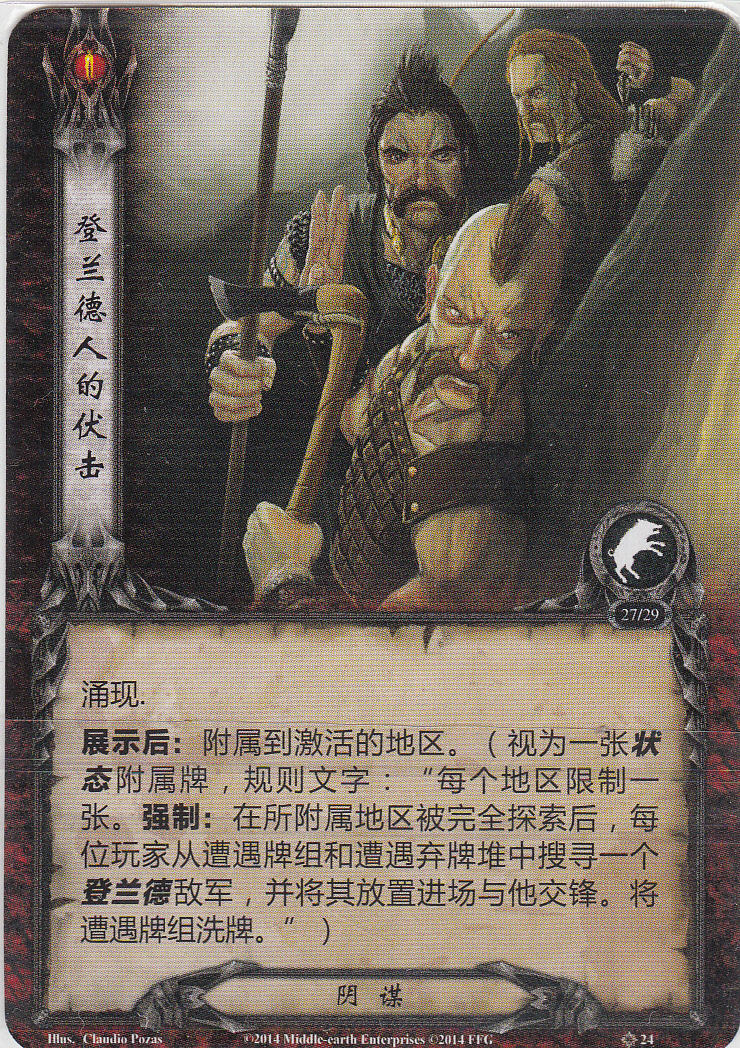 登兰德人的伏击
27/29
涌现.
展示后：附属到激活的地区。（视为一张状
态附属牌，规则文字：“每个地区限制一
张。强制：在所附属地区被完全探索后，每
位玩家从遭遇牌组和遭遇弃牌堆中搜寻一个
登兰德敌军，并将其放置进场与他交锋。将
遭遇牌组洗牌。”）
阴 谋
Illus. Claudio Pozas ©2014 Middle-earth Enterprises ©2014 FFG 24